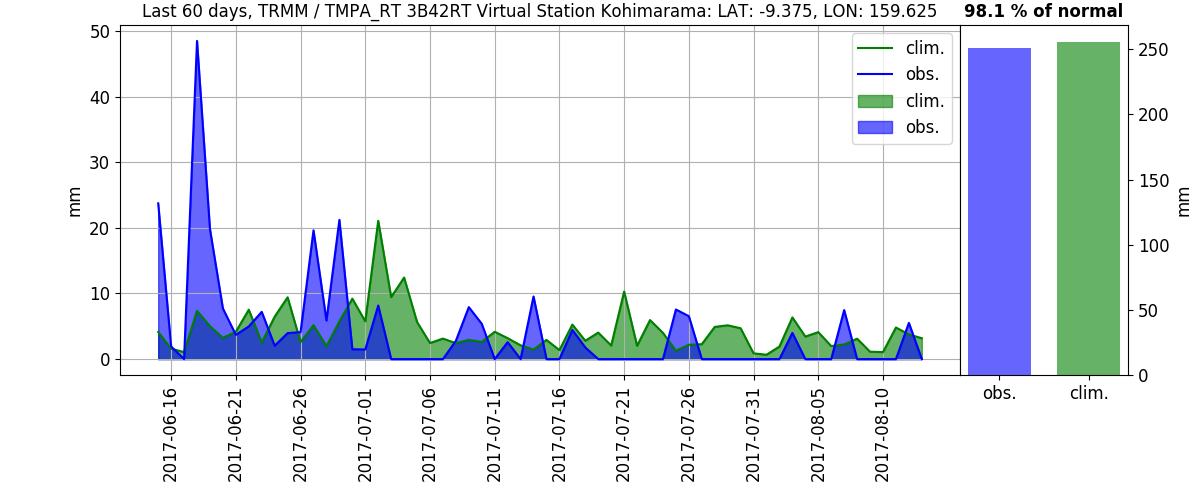 Last 60 days, TRMM / TMPA_RT 3B42RT Virtual Station Kohimarama: LAT: -9.375, LON: 159.625
98.1 % of normal
mm
50
40
30
20
10
0
clim.
obs.
clim.
obs.
2017-06-16
2017-06-21
2017-06-26
2017-07-01
2017-07-06
2017-07-11
2017-07-16
2017-07-21
2017-07-26
2017-07-31
2017-08-05
2017-08-10
obs.
clim.
250
200
150
100
50
0
mm